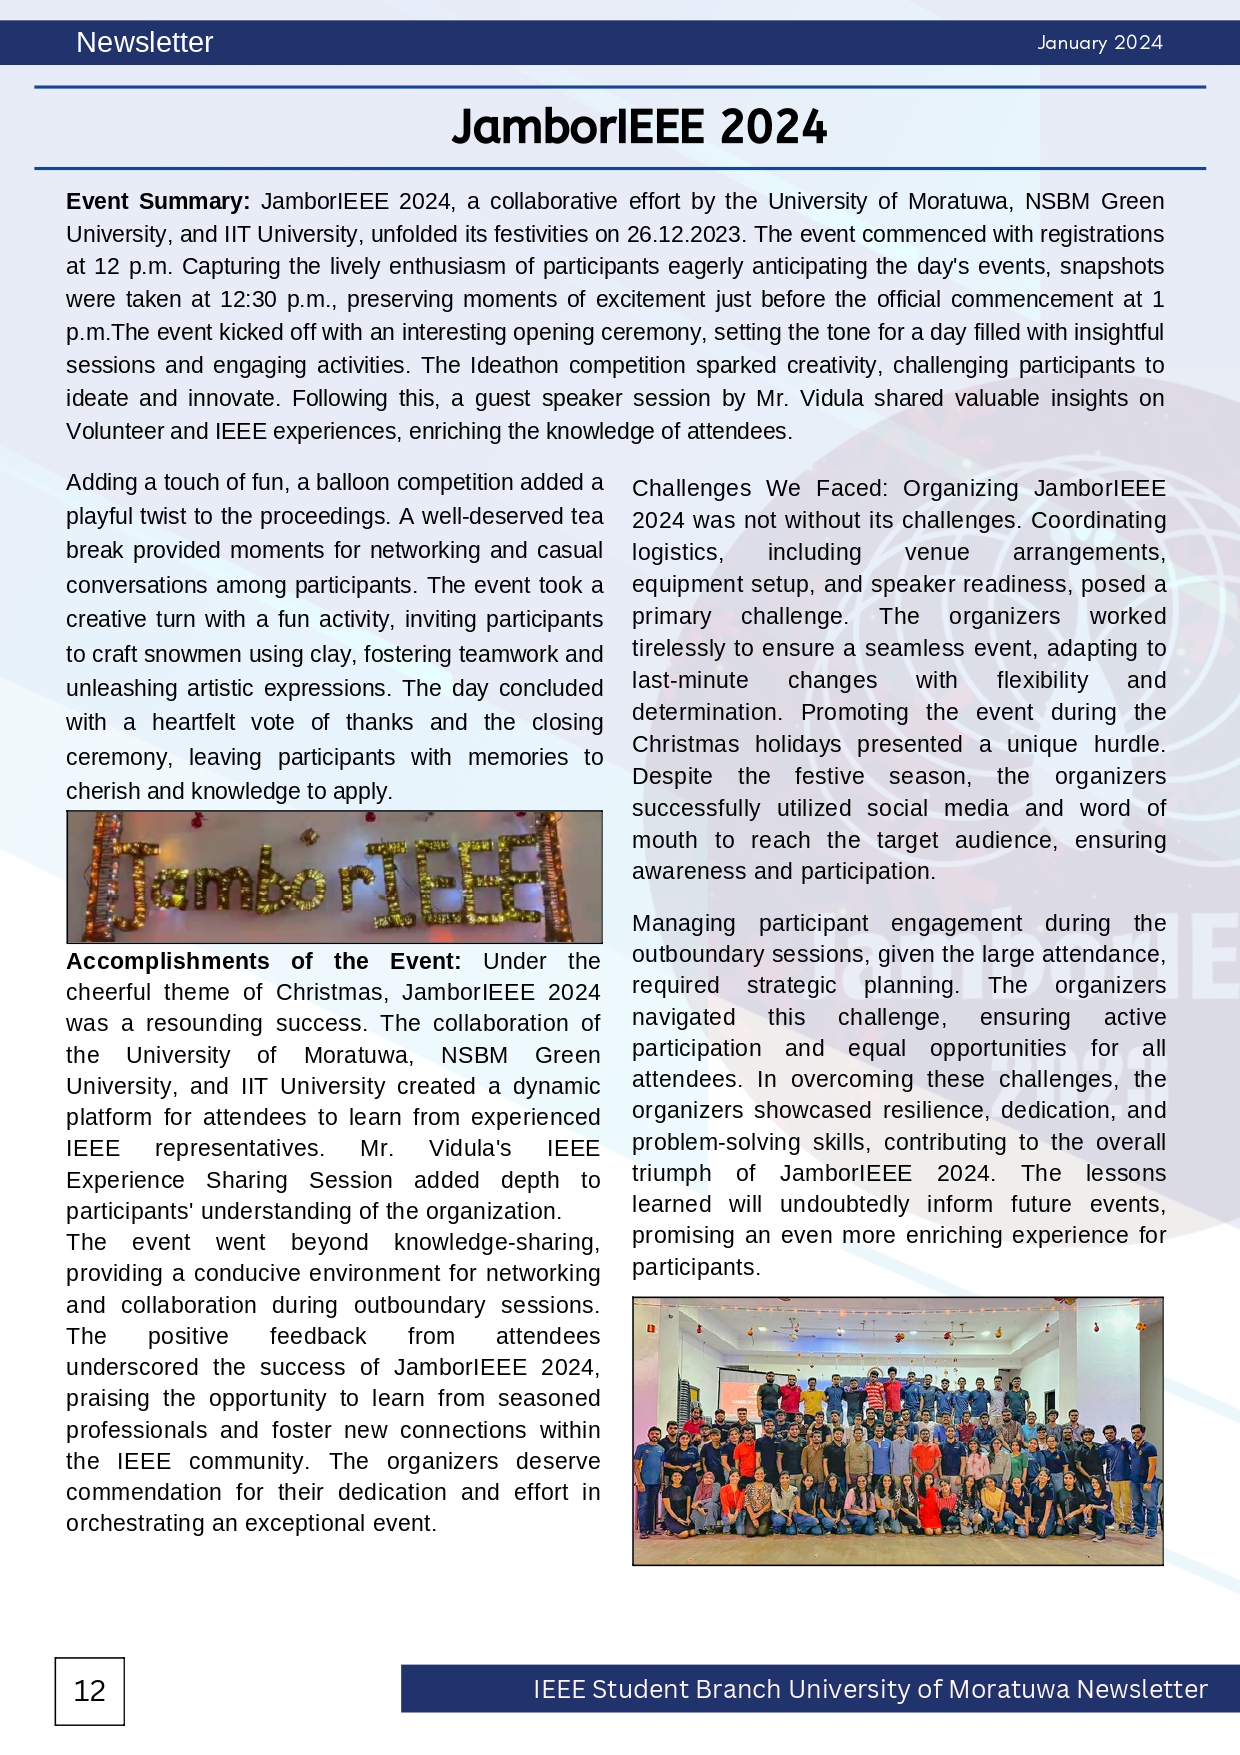 Newsletter
January 2024
JamborIEEE 2024
Event Summary: JamborIEEE 2024, a collaborative effort by the University of Moratuwa, NSBM Green
University, and IIT University, unfolded its festivities on 26.12.2023. The event commenced with registrations
at 12 p.m. Capturing the lively enthusiasm of participants eagerly anticipating the day's events, snapshots
were taken at 12:30 p.m., preserving moments of excitement just before the official commencement at 1
p.m.The event kicked off with an interesting opening ceremony, setting the tone for a day filled with insightful
sessions and engaging activities. The Ideathon competition sparked creativity, challenging participants to
ideate and innovate. Following this, a guest speaker session by Mr. Vidula shared valuable insights on
Volunteer and IEEE experiences, enriching the knowledge of attendees.
Adding a touch of fun, a balloon competition added a
playful twist to the proceedings. A well-deserved tea
break provided moments for networking and casual
conversations among participants. The event took a
creative turn with a fun activity, inviting participants
to craft snowmen using clay, fostering teamwork and
unleashing artistic expressions. The day concluded
with a heartfelt vote of thanks and the closing
ceremony, leaving participants with memories to
cherish and knowledge to apply.
JamborIEEE
Accomplishments of the Event: Under the
cheerful theme of Christmas, JamborIEEE 2024
was a resounding success. The collaboration of
the University of Moratuwa, NSBM Green
University, and IIT University created a dynamic
platform for attendees to learn from experienced
IEEE representatives. Mr. Vidula's IEEE
Experience Sharing Session added depth to
participants' understanding of the organization.
The event went beyond knowledge-sharing,
providing a conducive environment for networking
and collaboration during outboundary sessions.
The positive feedback from attendees
underscored the success of JamborIEEE 2024,
praising the opportunity to learn from seasoned
professionals and foster new connections within
the IEEE community. The organizers deserve
commendation for their dedication and effort in
orchestrating an exceptional event.
Challenges We Faced: Organizing JamborIEEE
2024 was not without its challenges. Coordinating
logistics, including venue arrangements,
equipment setup, and speaker readiness, posed a
primary challenge. The organizers worked
tirelessly to ensure a seamless event, adapting to
last-minute changes with flexibility and
determination. Promoting the event during the
Christmas holidays presented a unique hurdle.
Despite the festive season, the organizers
successfully utilized social media and word of
mouth to reach the target audience, ensuring
awareness and participation.
Managing participant engagement during the
outboundary sessions, given the large attendance,
required strategic planning. The organizers
navigated this challenge, ensuring active
participation and equal opportunities for all
attendees. In overcoming these challenges, the
organizers showcased resilience, dedication, and
problem-solving skills, contributing to the overall
triumph of JamborIEEE 2024. The lessons
learned will undoubtedly inform future events,
promising an even more enriching experience for
participants.
12
IEEE Student Branch University of Moratuwa Newsletter